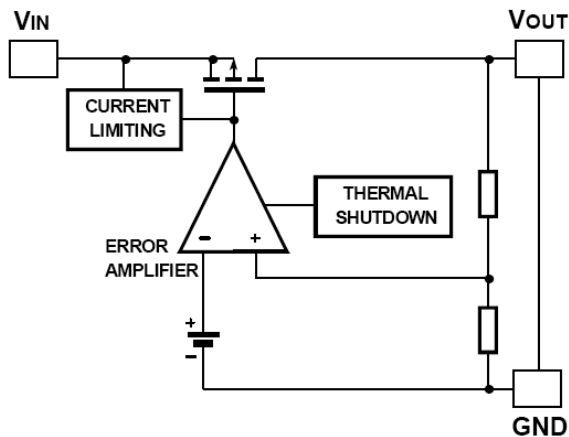 VIN
VOUT
CURRENT
LIMITING
THERMAL
SHUTDOWN
- +
ERROR
AMPLIFIER
+
-
GND